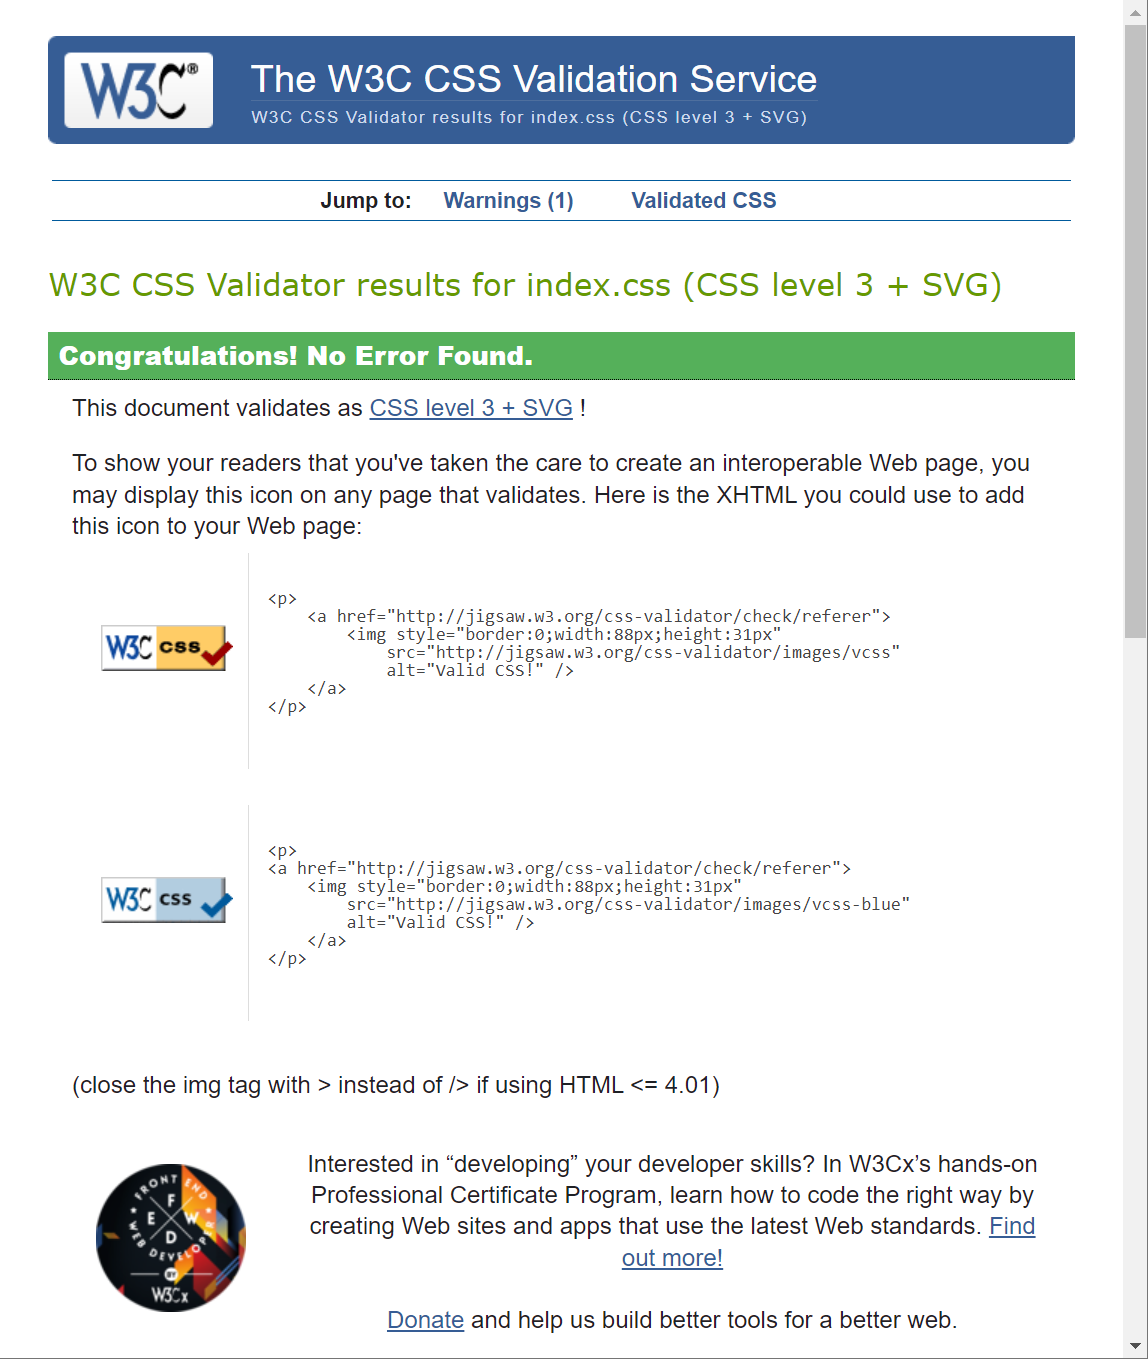 W3C®
The W3C CSS Validation Service
W3C CSS Validator results for index.css (CSS level 3 + SVG)
Jump to: Warnings (1) Validated CSS
W3C CSS Validator results for index.css (CSS level 3 + SVG)
Congratulations! No Error Found.
This document validates as CSS level 3 + SVG !
To show your readers that you've taken the care to create an interoperable Web page, you
may display this icon on any page that validates. Here is the XHTML you could use to add
this icon to your Web page:
W3C css
<p>
    <a href="http://jigsaw.w3.org/css-validator/check/referer">
        <img style="border:0;width:88px;height:31px"
            src="http://jigsaw.w3.org/css-validator/images/vcss"
            alt="Valid CSS!" />
    </a>
</p>
W3C css
<p>
<a href="http://jigsaw.w3.org/css-validator/check/referer">
    <img style="border:0;width:88px;height:31px"
        src="http://jigsaw.w3.org/css-validator/images/vcss-blue"
        alt="Valid CSS!" />
    </a>
</p>
(close the img tag with > instead of /> if using HTML <= 4.01)
FRONT END
F
E W
D
WEB DEVELOPER
BY
W3Cx
Interested in “developing” your developer skills? In W3Cx’s hands-on
Professional Certificate Program, learn how to code the right way by
creating Web sites and apps that use the latest Web standards. Find
out more!
Donate and help us build better tools for a better web.